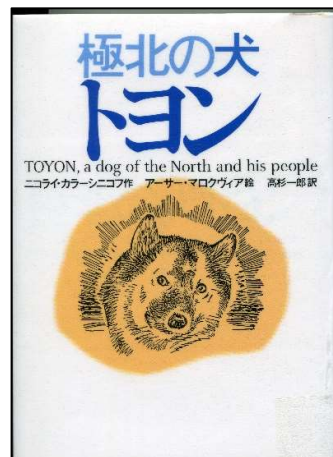 極北の犬
トヨン
TOYON, a dog of the North and his people
ニコライ・カラーシニコフ作 アーサー・マロクヴィア絵 高杉一郎訳